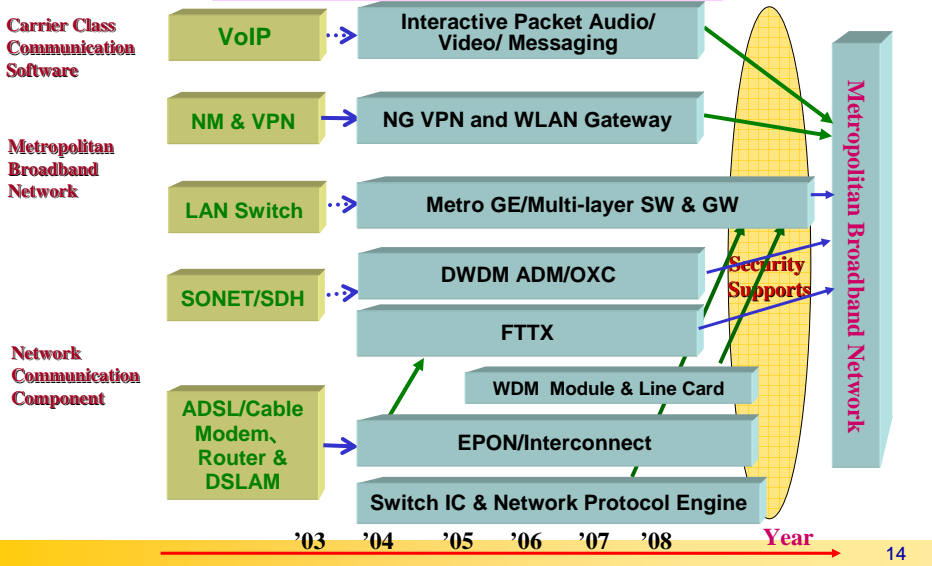 Carrier Class
Communication
Software
VoIP
Interactive Packet Audio/
Video/ Messaging
NM & VPN
NG VPN and WLAN Gateway
Metropolitan
Broadband
Network
LAN Switch
Metro GE/Multi-layer SW & GW
SONET/SDH
DWDM ADM/OXC
Security
Supports
FTTX
Network
Communication
Component
WDM Module & Line Card
ADSL/Cable
Modem、
Router &
DSLAM
EPON/Interconnect
Switch IC & Network Protocol Engine
Metropolitan Broadband Network
’03 ’04 ’05 ’06 ’07 ’08 Year
14